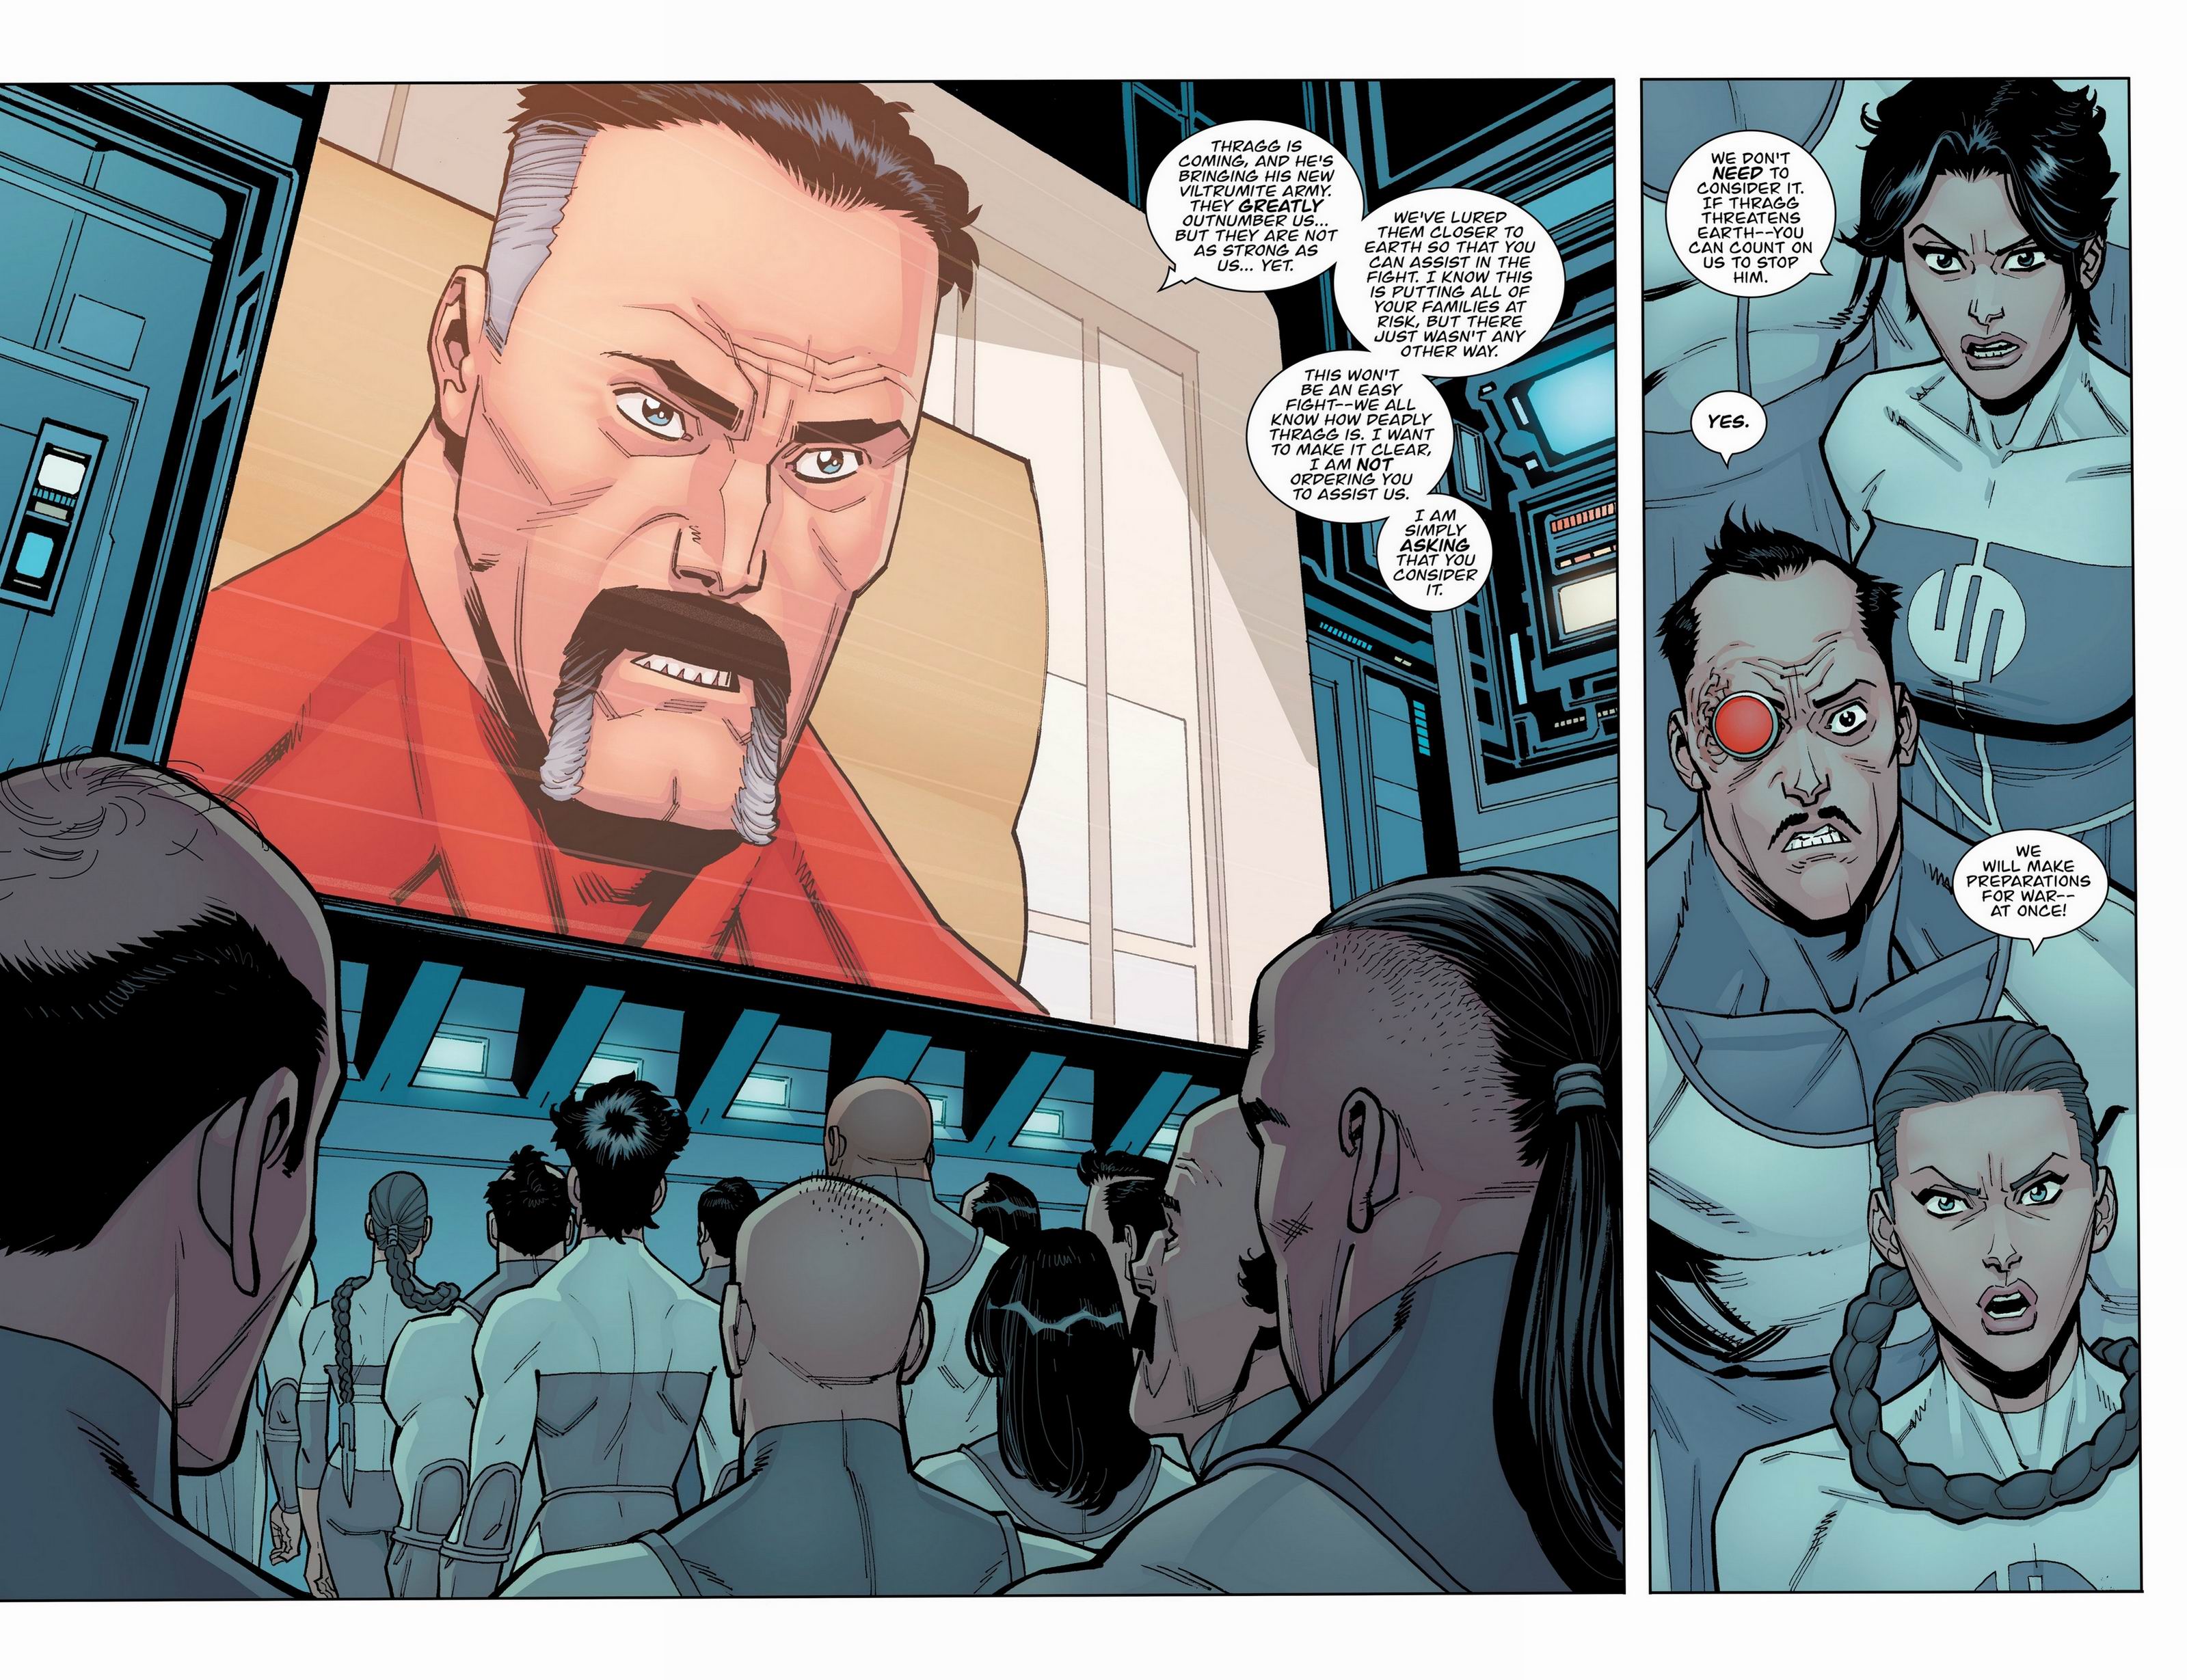 THRAGG IS
COMING, AND HE'S
BRINGING HIS NEW
VILTRUMITE ARMY.
THEY GREATLY
OUTNUMBER US...
BUT THEY ARE NOT
AS STRONG AS
US... YET.
WE'VE LURED
THEM CLOSER TO
EARTH SO THAT YOU
CAN ASSIST IN THE
FIGHT. I KNOW THIS
IS PUTTING ALL OF
YOUR FAMILIES AT
RISK, BUT THERE
JUST WASN'T ANY
OTHER WAY.
THIS WON'T
BE AN EASY
FIGHT--WE ALL
KNOW HOW DEADLY
THRAGG IS. I WANT
TO MAKE IT CLEAR,
I AM NOT
ORDERING YOU
TO ASSIST US.
I AM
SIMPLY
ASKING
THAT YOU
CONSIDER
IT.
WE DON'T
NEED TO
CONSIDER IT.
IF THRAGG
THREATENS
EARTH--YOU
CAN COUNT ON
US TO STOP
HIM.
YES.
WE
WILL MAKE
PREPARATIONS
FOR WAR--
AT ONCE!